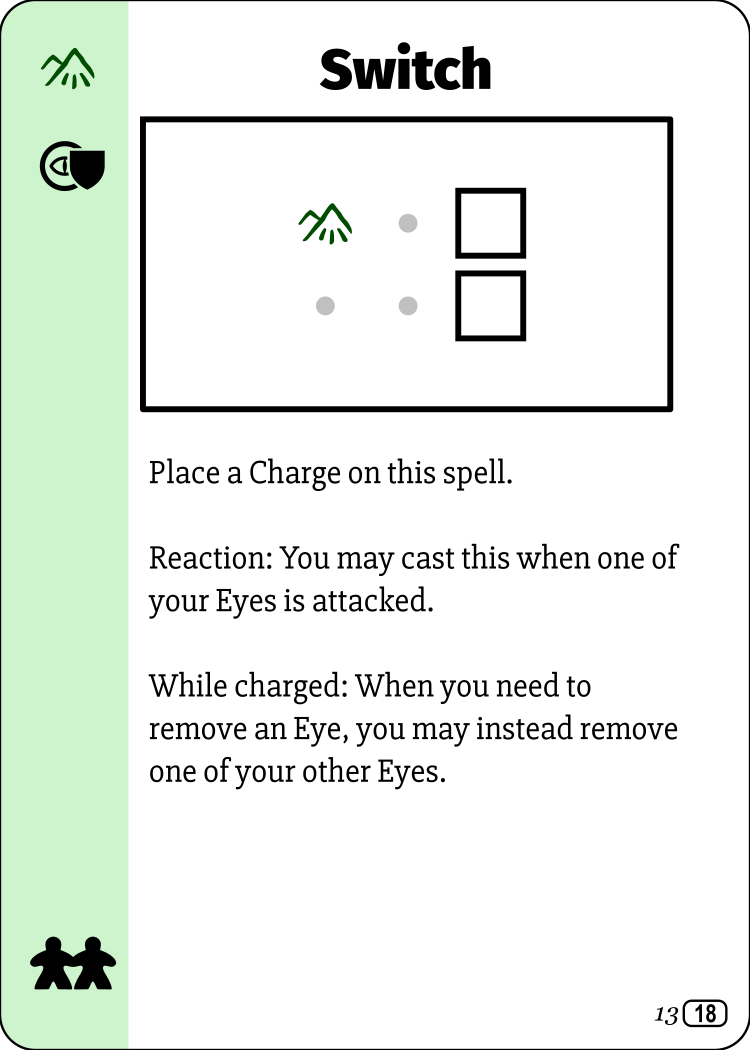 Switch
Place a Charge on this spell.
Reaction: You may cast this when one of
your Eyes is attacked.
While charged: When you need to
remove an Eye, you may instead remove
one of your other Eyes.
13 18